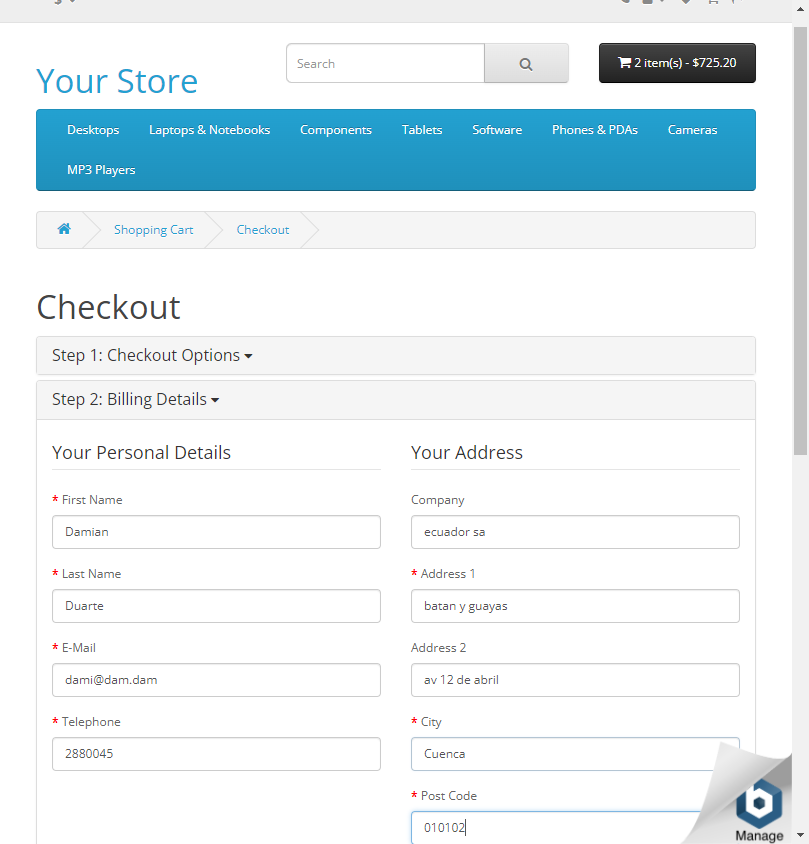 Your Store
Search
2 item(s) - $725.20
Desktops Laptops & Notebooks Components Tablets Software Phones & PDAs Cameras
MP3 Players
Shopping Cart Checkout
Checkout
Step 1: Checkout Options
Step 2: Billing Details
Your Personal Details
* First Name
Damian
* Last Name
Duarte
* E-Mail
dami@dam.dam
* Telephone
2880045
Your Address
Company
ecuador sa
* Address 1
batan y guayas
Address 2
av 12 de abril
* City
Cuenca
* Post Code
010102
Manage